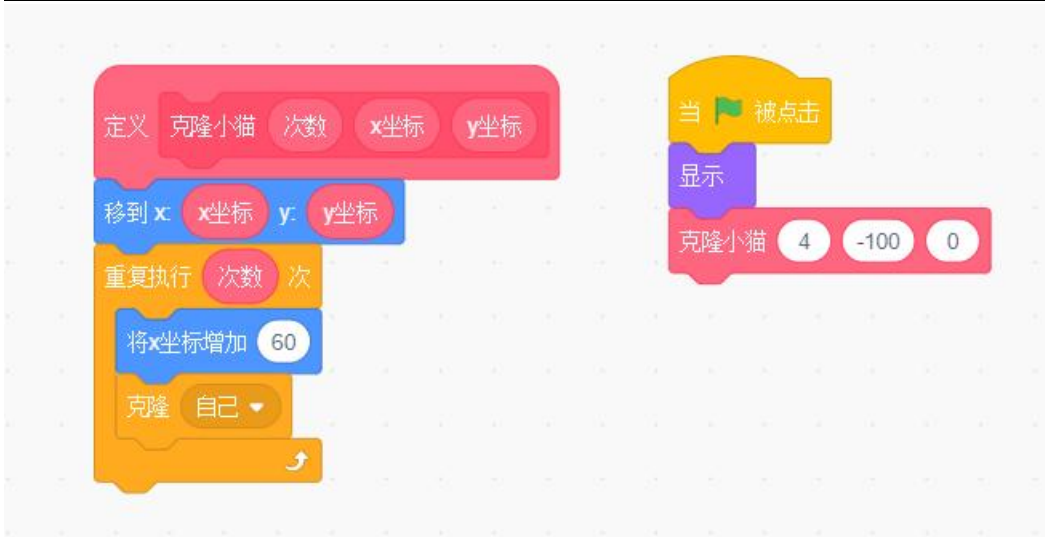 定义 克隆小猫 次数 x坐标 y坐标
移到 x: x坐标 y: y坐标
重复执行 次数 次
将x坐标增加 60
克隆 自己
当 被点击
显示
克隆小猫 4 -100 0